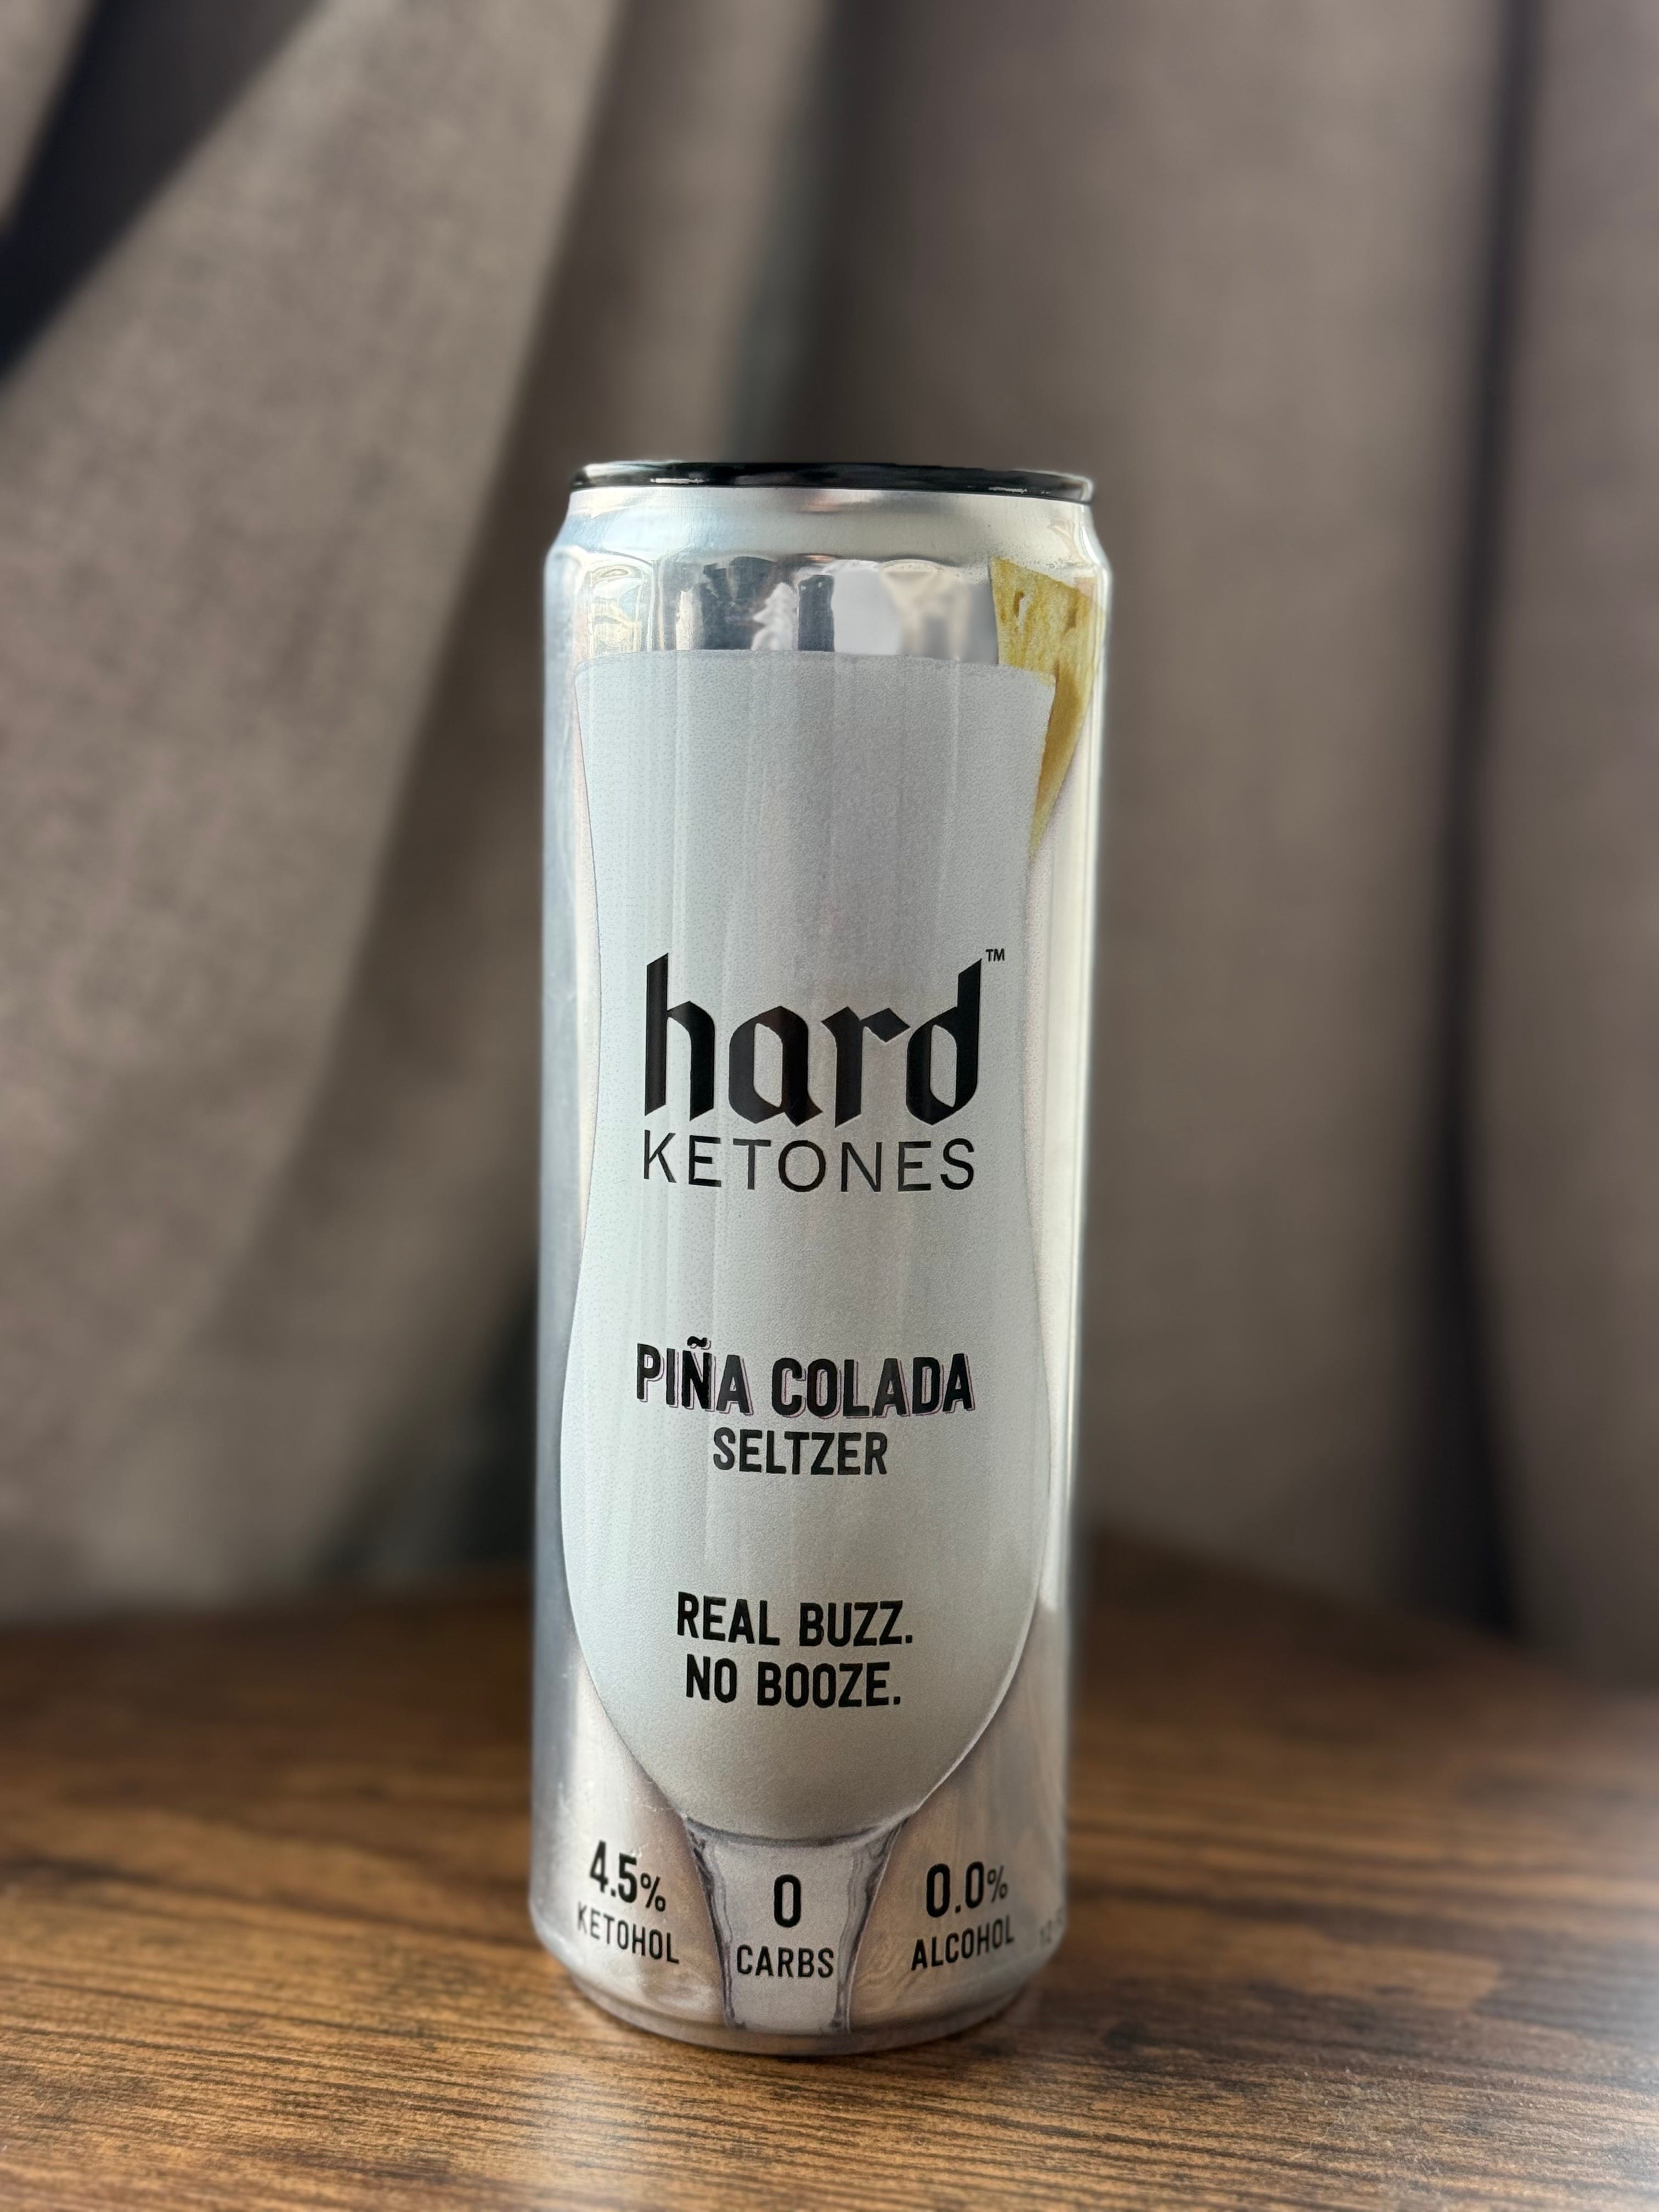 hard™
KETONES
PIÑA COLADA
SELTZER
REAL BUZZ.
NO BOOZE.
4.5%
KETOHOL
0
CARBS
0.0%
ALCOHOL